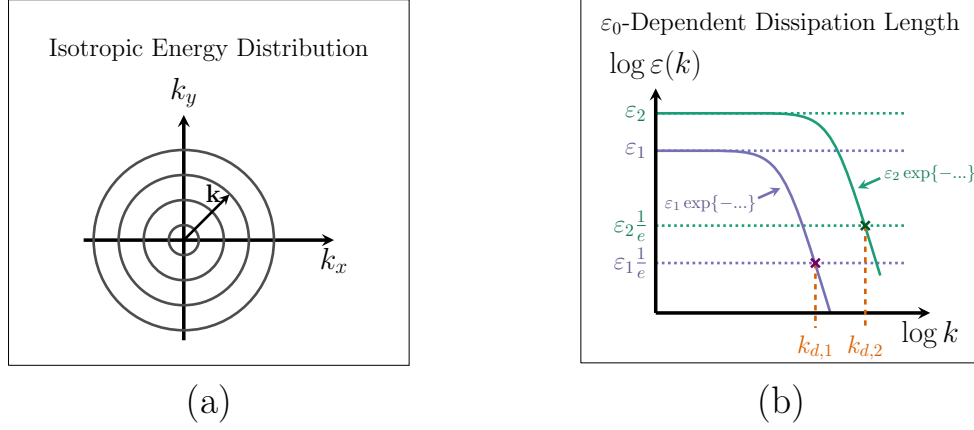 Isotropic Energy Distribution
k_y
k
k_x
(a)
ε_0-Dependent Dissipation Length
log ε(k)
ε_2
ε_1
ε_2 exp{−...}
ε_1 exp{−...}
ε_2 1/e
ε_1 1/e
log k
k_{d,1} k_{d,2}
(b)